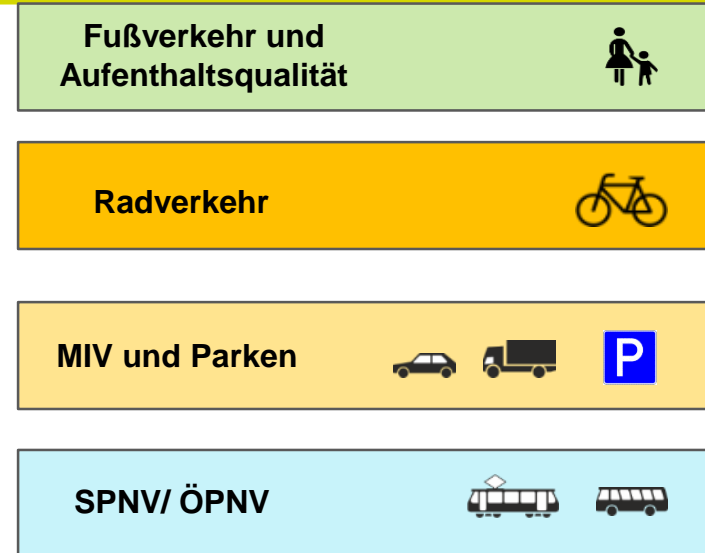 Fußverkehr und
Aufenthaltsqualität
Radverkehr
MIV und Parken P
SPNV/ ÖPNV